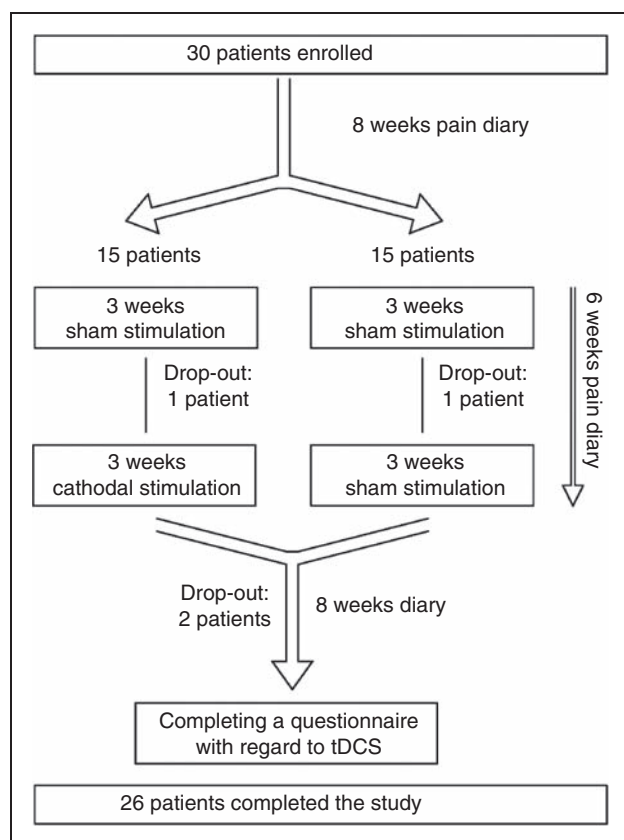 30 patients enrolled
8 weeks pain diary
15 patients
15 patients
3 weeks
sham stimulation
3 weeks
sham stimulation
Drop-out:
1 patient
Drop-out:
1 patient
6 weeks pain diary
3 weeks
cathodal stimulation
3 weeks
sham stimulation
Drop-out:
2 patients
8 weeks diary
Completing a questionnaire
with regard to tDCS
26 patients completed the study